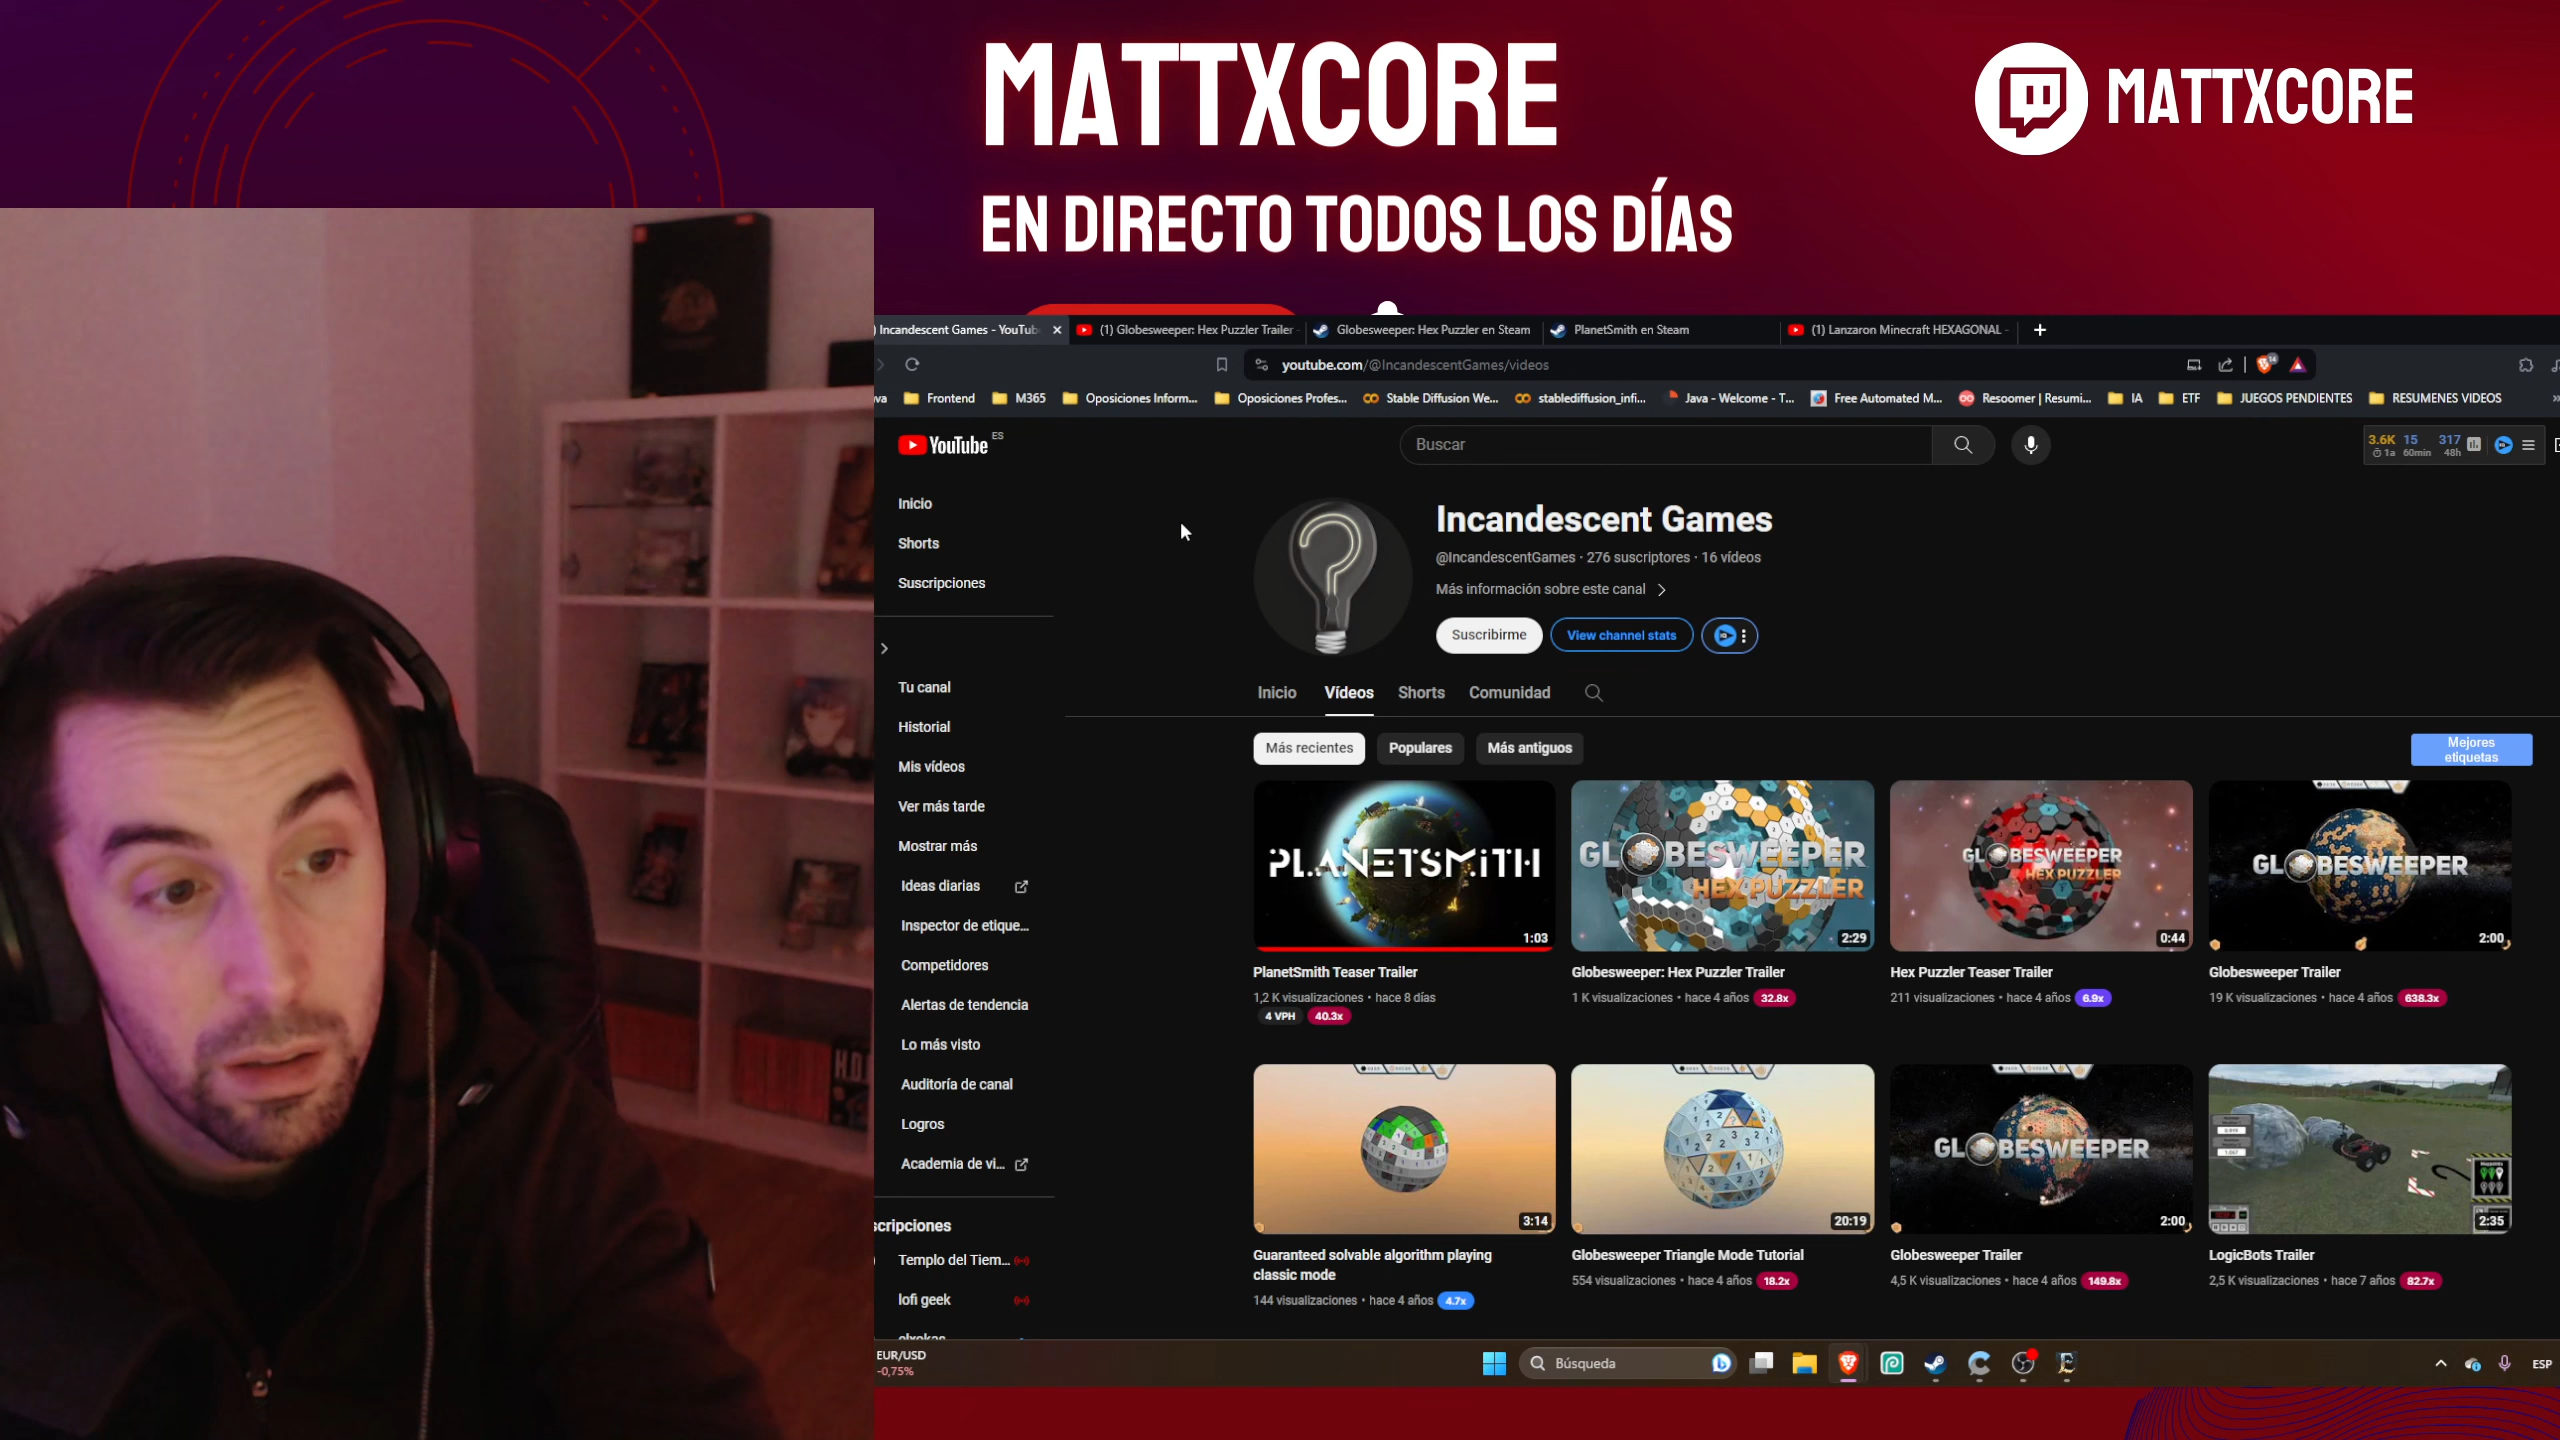 MATTXCORE
EN DIRECTO TODOS LOS DÍAS
MATTXCORE
Incandescent Games - YouTub
(1) Globesweeper: Hex Puzzler Trailer
Globesweeper: Hex Puzzler en Steam
PlanetSmith en Steam
(1) Lanzaron Minecraft HEXAGONAL -
youtube.com/@IncandescentGames/videos
va
Frontend
M365
Oposiciones Inform...
Oposiciones Profes...
Stable Diffusion We...
stablediffusion_infi...
Java - Welcome - T...
Free Automated M...
Resoomer | Resumi...
IA
ETF
JUEGOS PENDIENTES
RESUMENES VIDEOS
YouTube ES
Buscar
3.6K 15 317
1a 60min 48h
Inicio
Shorts
Suscripciones
Tu canal
Historial
Mis vídeos
Ver más tarde
Mostrar más
Ideas diarias
Inspector de etique...
Competidores
Alertas de tendencia
Lo más visto
Auditoría de canal
Logros
Academia de vi...
scripciones
Templo del Tiem...
lofi geek
Incandescent Games
@IncandescentGames · 276 suscriptores · 16 vídeos
Más información sobre este canal
Suscribirme
View channel stats
Inicio Vídeos Shorts Comunidad
Más recientes
Populares
Más antiguos
Mejores
etiquetas
PLANETSMiTH
1:03
PlanetSmith Teaser Trailer
1,2 K visualizaciones • hace 8 días
4 VPH 40.3x
GLOBESWEEPER
HEX PUZZLER
2:29
Globesweeper: Hex Puzzler Trailer
1 K visualizaciones • hace 4 años 32.8x
GLOBESWEEPER
HEX PUZZLER
0:44
Hex Puzzler Teaser Trailer
211 visualizaciones • hace 4 años 6.9x
GLOBESWEEPER
2:00
Globesweeper Trailer
19 K visualizaciones • hace 4 años 638.3x
3:14
Guaranteed solvable algorithm playing
classic mode
144 visualizaciones • hace 4 años 4.7x
20:19
Globesweeper Triangle Mode Tutorial
554 visualizaciones • hace 4 años 18.2x
GLOBESWEEPER
2:00
Globesweeper Trailer
4,5 K visualizaciones • hace 4 años 149.8x
2:35
LogicBots Trailer
2,5 K visualizaciones • hace 7 años 82.7x
EUR/USD
-0,75%
Búsqueda
ESP